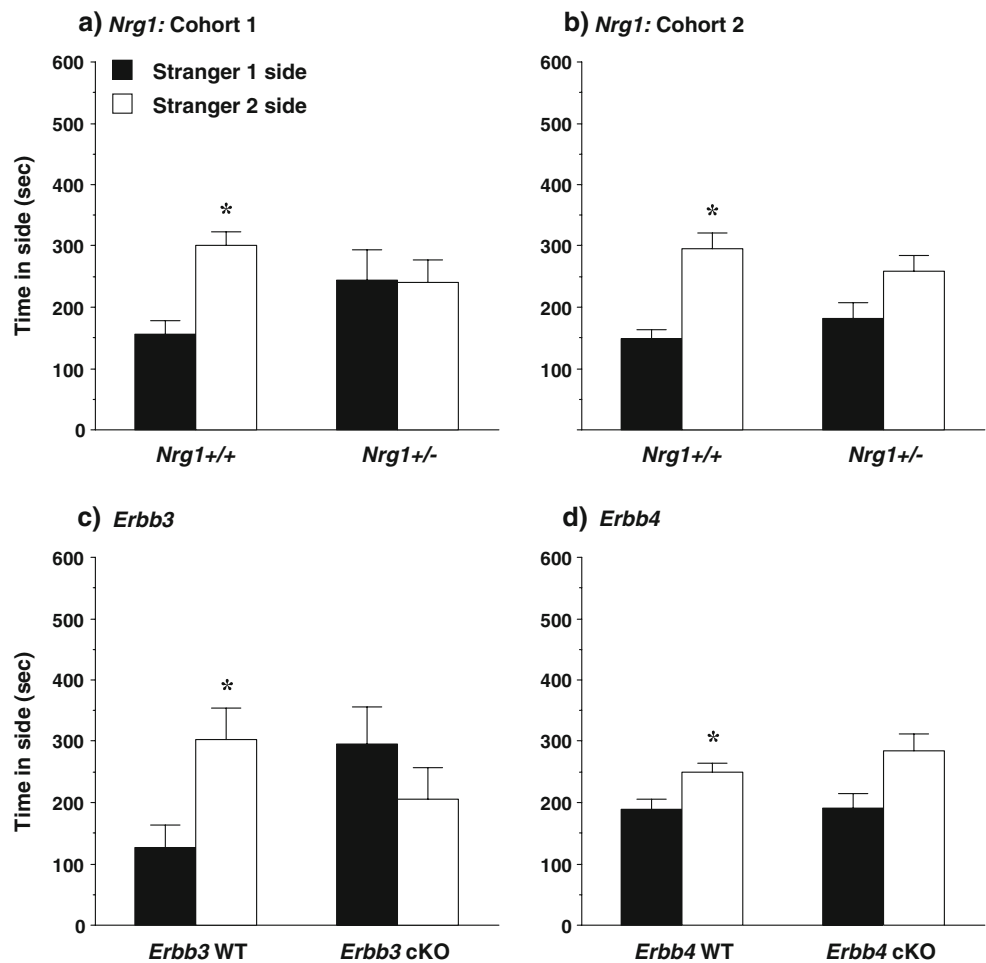 a) Nrg1: Cohort 1
Stranger 1 side
Stranger 2 side
Time in side (sec)
600
500
400
300
200
100
0
*
Nrg1+/+ Nrg1+/-
b) Nrg1: Cohort 2
600
500
400
300
200
100
0
*
Nrg1+/+ Nrg1+/-
c) Erbb3
Time in side (sec)
600
500
400
300
200
100
0
*
Erbb3 WT Erbb3 cKO
d) Erbb4
600
500
400
300
200
100
0
*
Erbb4 WT Erbb4 cKO